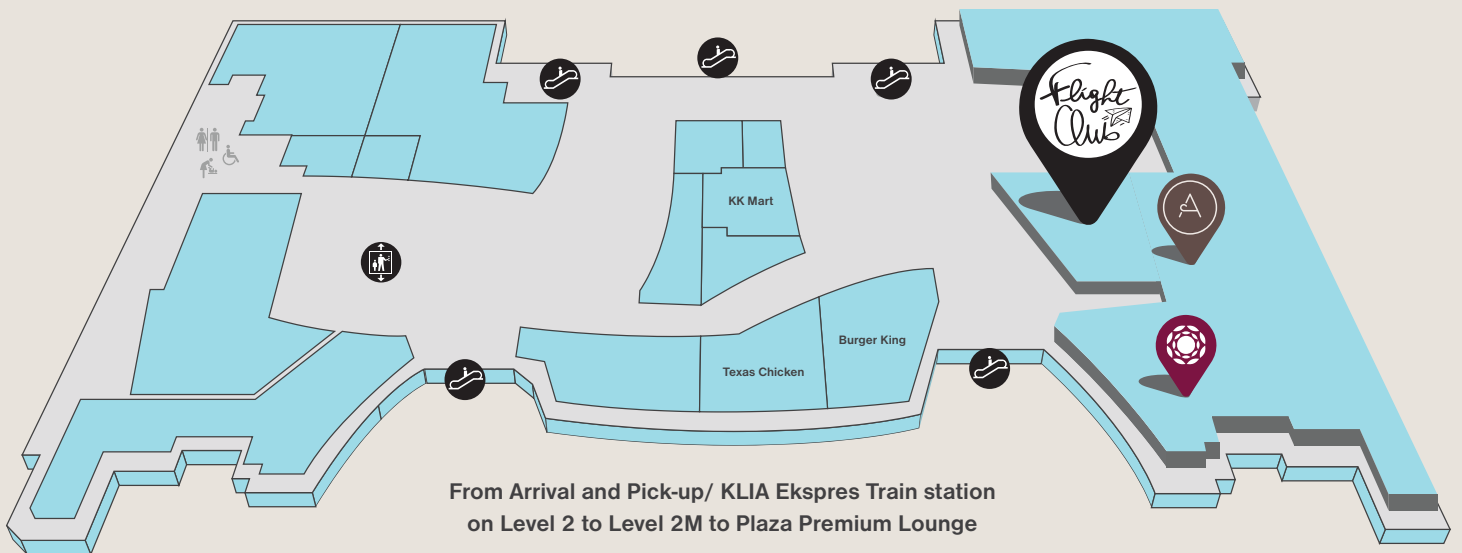 Flight
Club
A
KK Mart
Burger King
Texas Chicken
From Arrival and Pick-up/ KLIA Ekspres Train station
on Level 2 to Level 2M to Plaza Premium Lounge